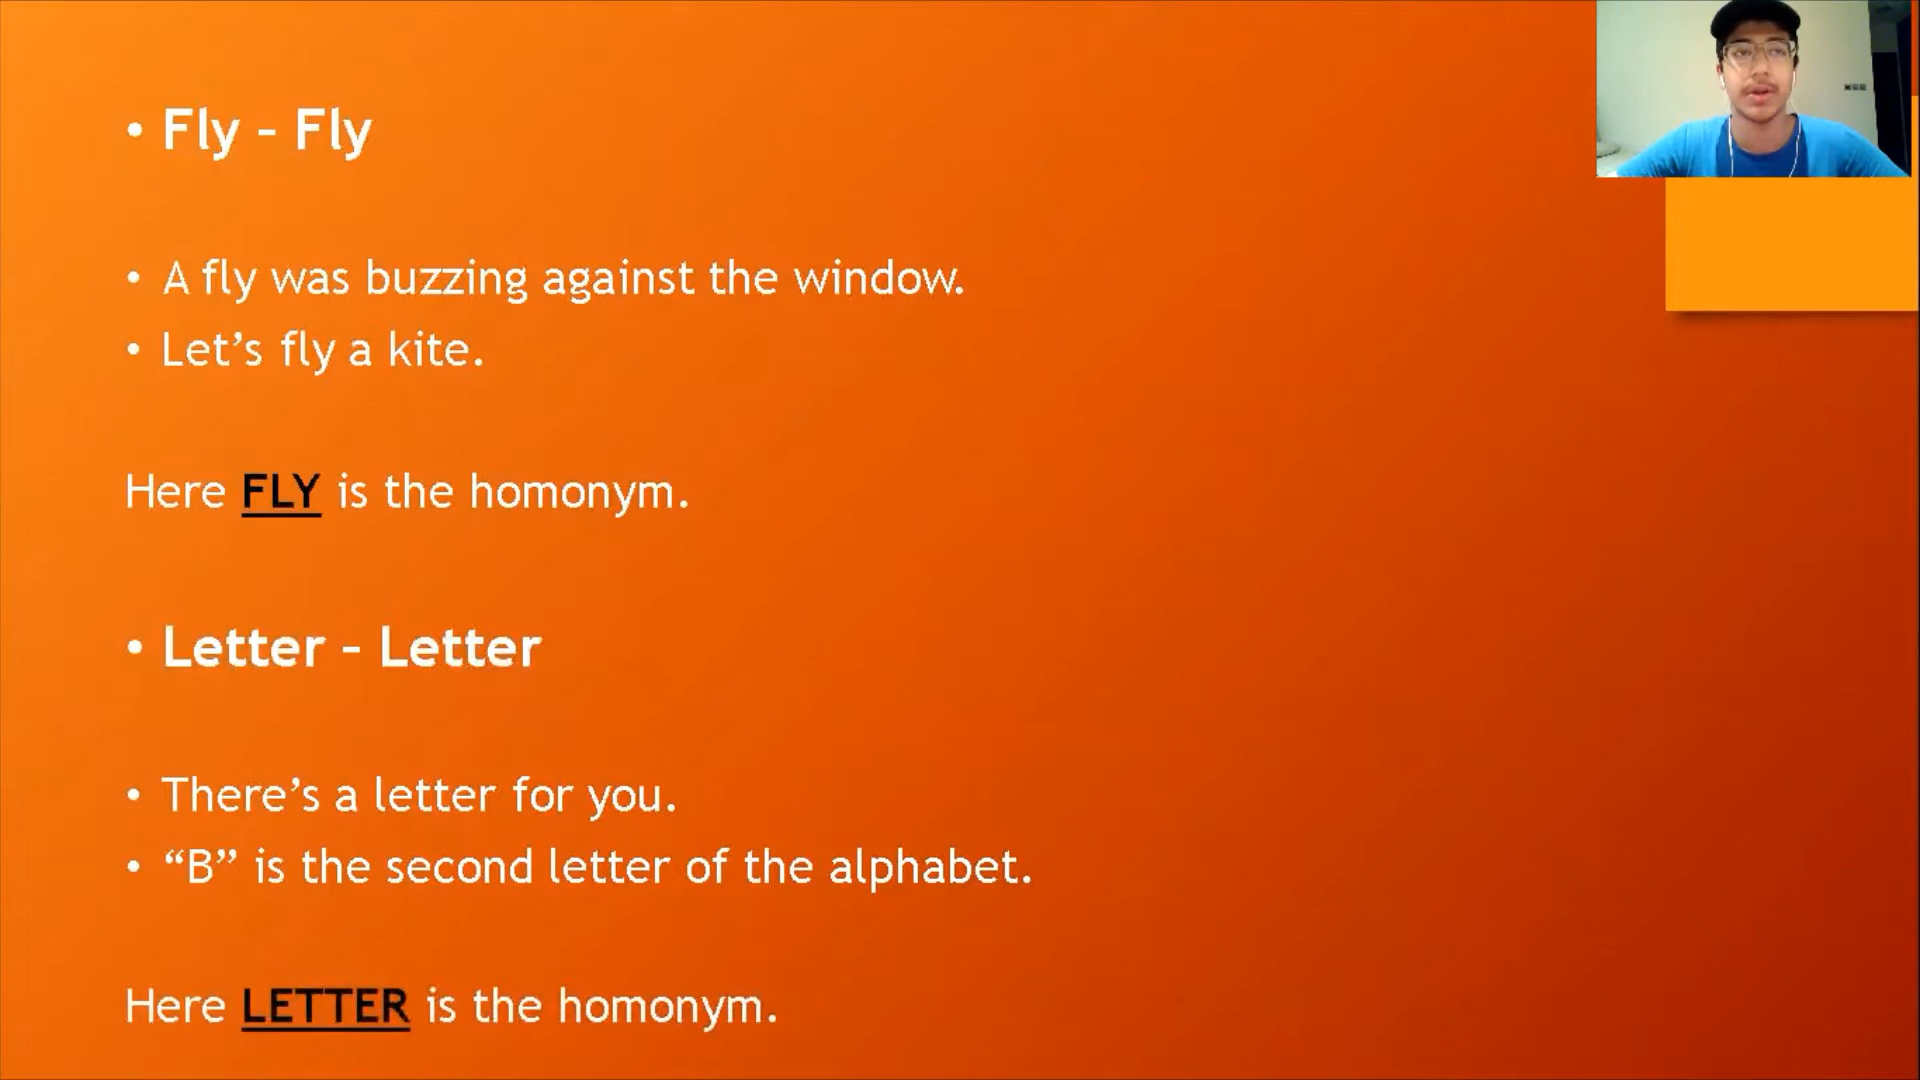 • Fly – Fly
• A fly was buzzing against the window.
• Let’s fly a kite.
Here FLY is the homonym.
• Letter – Letter
• There’s a letter for you.
• “B” is the second letter of the alphabet.
Here LETTER is the homonym.